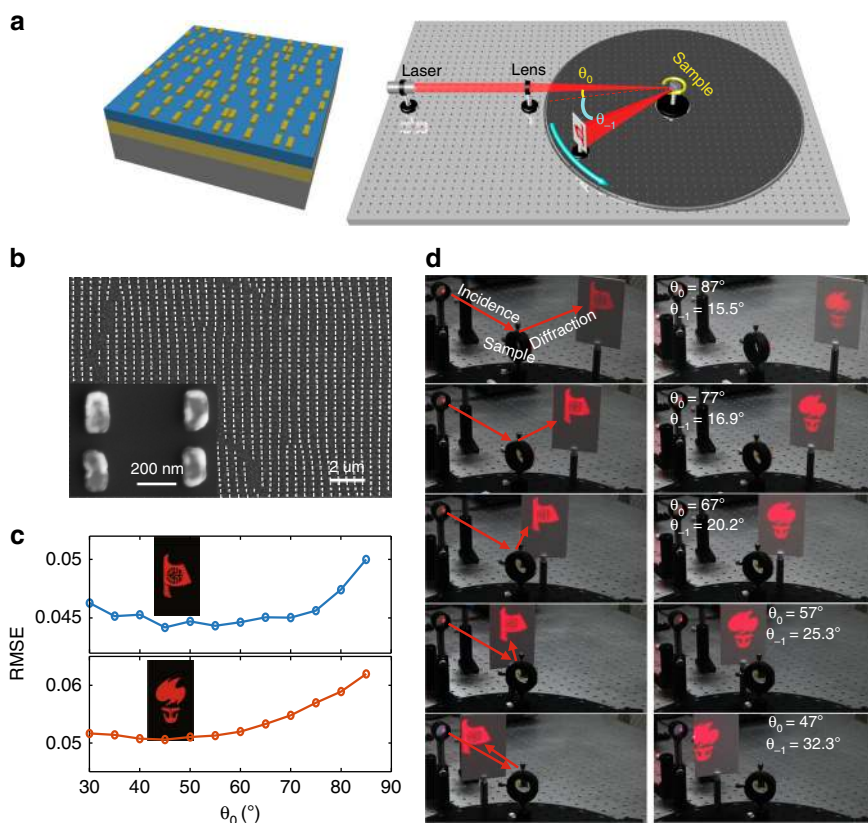 a
Laser
Lens
θ0
Sample
θ−1
b
200 nm
2 um
c
0.05
0.045
RMSE
0.06
0.05
30 40 50 60 70 80 90
θ0 (°)
d
Incidence
Sample
Diffraction
θ0 = 87°
θ−1 = 15.5°
θ0 = 77°
θ−1 = 16.9°
θ0 = 67°
θ−1 = 20.2°
θ0 = 57°
θ−1 = 25.3°
θ0 = 47°
θ−1 = 32.3°